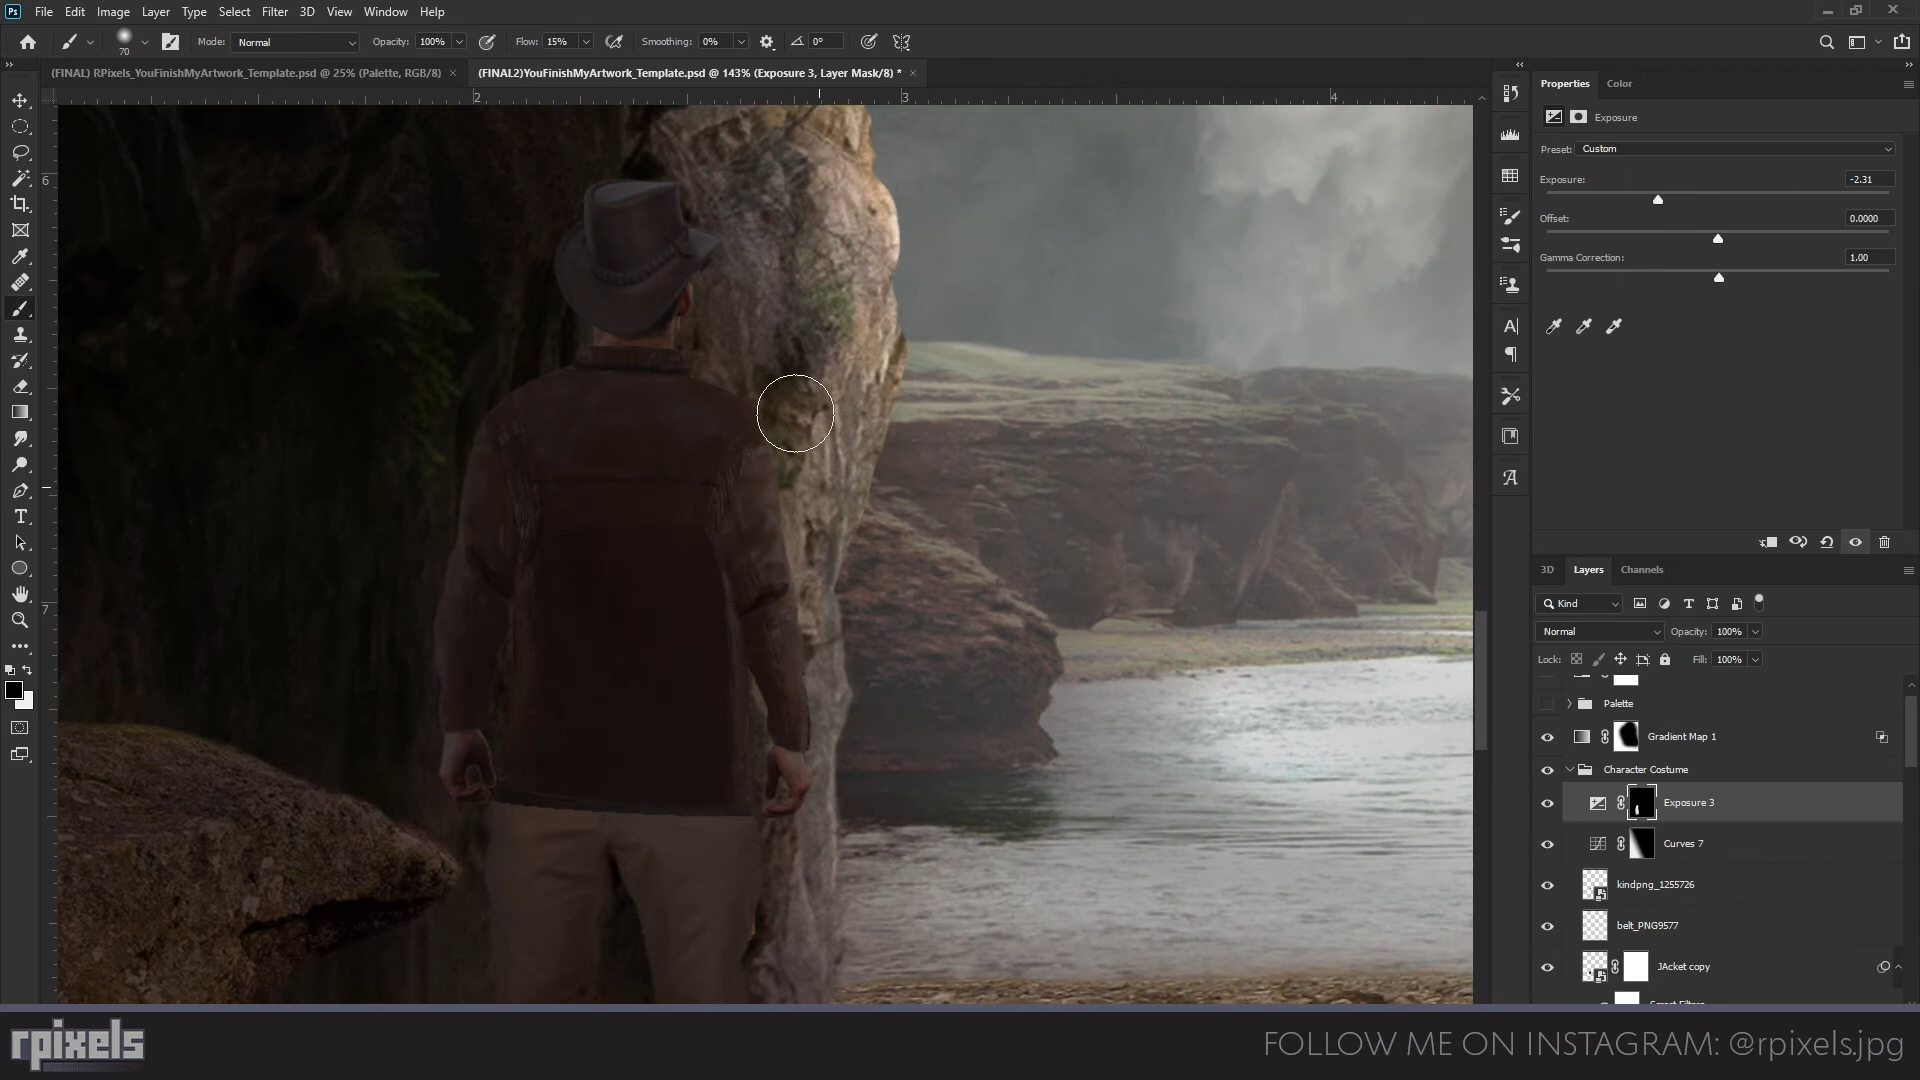 Ps File Edit Image Layer Type Select Filter 3D View Window Help
70 Mode: Normal Opacity: 100% Flow: 15% Smoothing: 0% 0°
(FINAL) RPixels_YouFinishMyArtwork_Template.psd @ 25% (Palette, RGB/8) × (FINAL2)YouFinishMyArtwork_Template.psd @ 143% (Exposure 3, Layer Mask/8) * ×
2 3 4
6
7
Properties Color
Exposure
Preset: Custom
Exposure: -2.31
Offset: 0.0000
Gamma Correction: 1.00
3D Layers Channels
Kind
Normal Opacity: 100%
Lock: Fill: 100%
Palette
Gradient Map 1
Character Costume
Exposure 3
Curves 7
kindpng_1255726
belt_PNG9577
JAcket copy
rpixels
FOLLOW ME ON INSTAGRAM: @rpixels.jpg